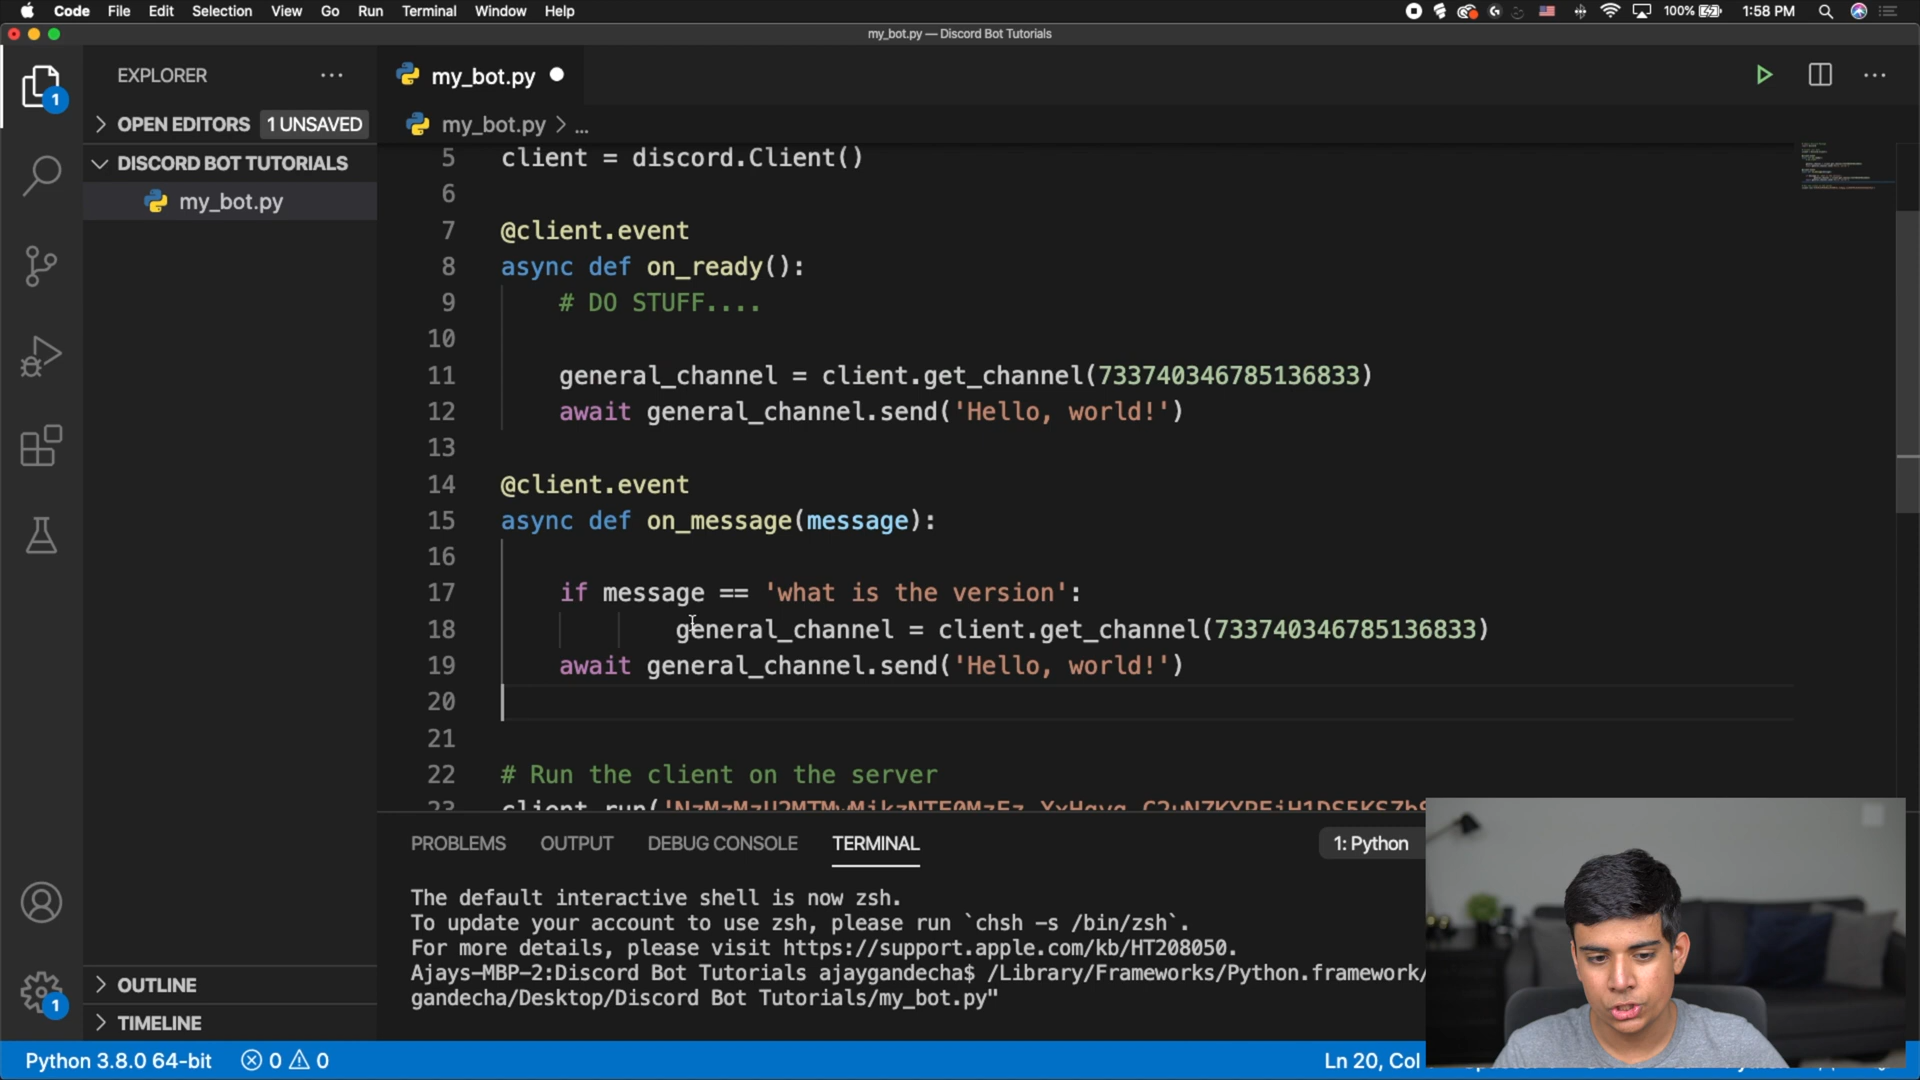 Code File Edit Selection View Go Run Terminal Window Help
100% 1:58 PM
my_bot.py — Discord Bot Tutorials
EXPLORER
my_bot.py
1
OPEN EDITORS 1 UNSAVED
my_bot.py > ...
DISCORD BOT TUTORIALS
my_bot.py
5 client = discord.Client()
6
7 @client.event
8 async def on_ready():
9 # DO STUFF....
10
11 general_channel = client.get_channel(733740346785136833)
12 await general_channel.send('Hello, world!')
13
14 @client.event
15 async def on_message(message):
16
17 if message == 'what is the version':
18 general_channel = client.get_channel(733740346785136833)
19 await general_channel.send('Hello, world!')
20
21
22 # Run the client on the server
23 client.run(
PROBLEMS OUTPUT DEBUG CONSOLE TERMINAL
1: Python
The default interactive shell is now zsh.
To update your account to use zsh, please run `chsh -s /bin/zsh`.
For more details, please visit https://support.apple.com/kb/HT208050.
Ajays-MBP-2:Discord Bot Tutorials ajaygandecha$ /Library/Frameworks/Python.framework/
gandecha/Desktop/Discord Bot Tutorials/my_bot.py"
OUTLINE
1
TIMELINE
Python 3.8.0 64-bit 0 0
Ln 20, Col